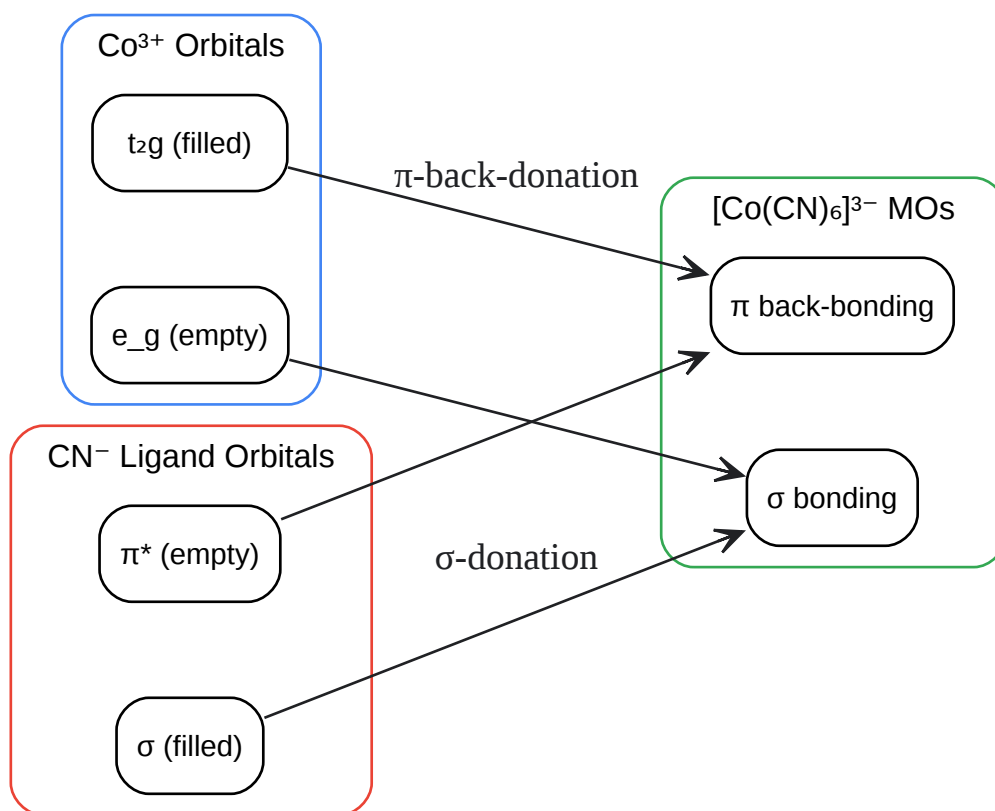 Co³⁺ Orbitals
t₂g (filled)
e_g (empty)
CN⁻ Ligand Orbitals
π* (empty)
σ (filled)
π-back-donation
σ-donation
[Co(CN)₆]³⁻ MOs
π back-bonding
σ bonding